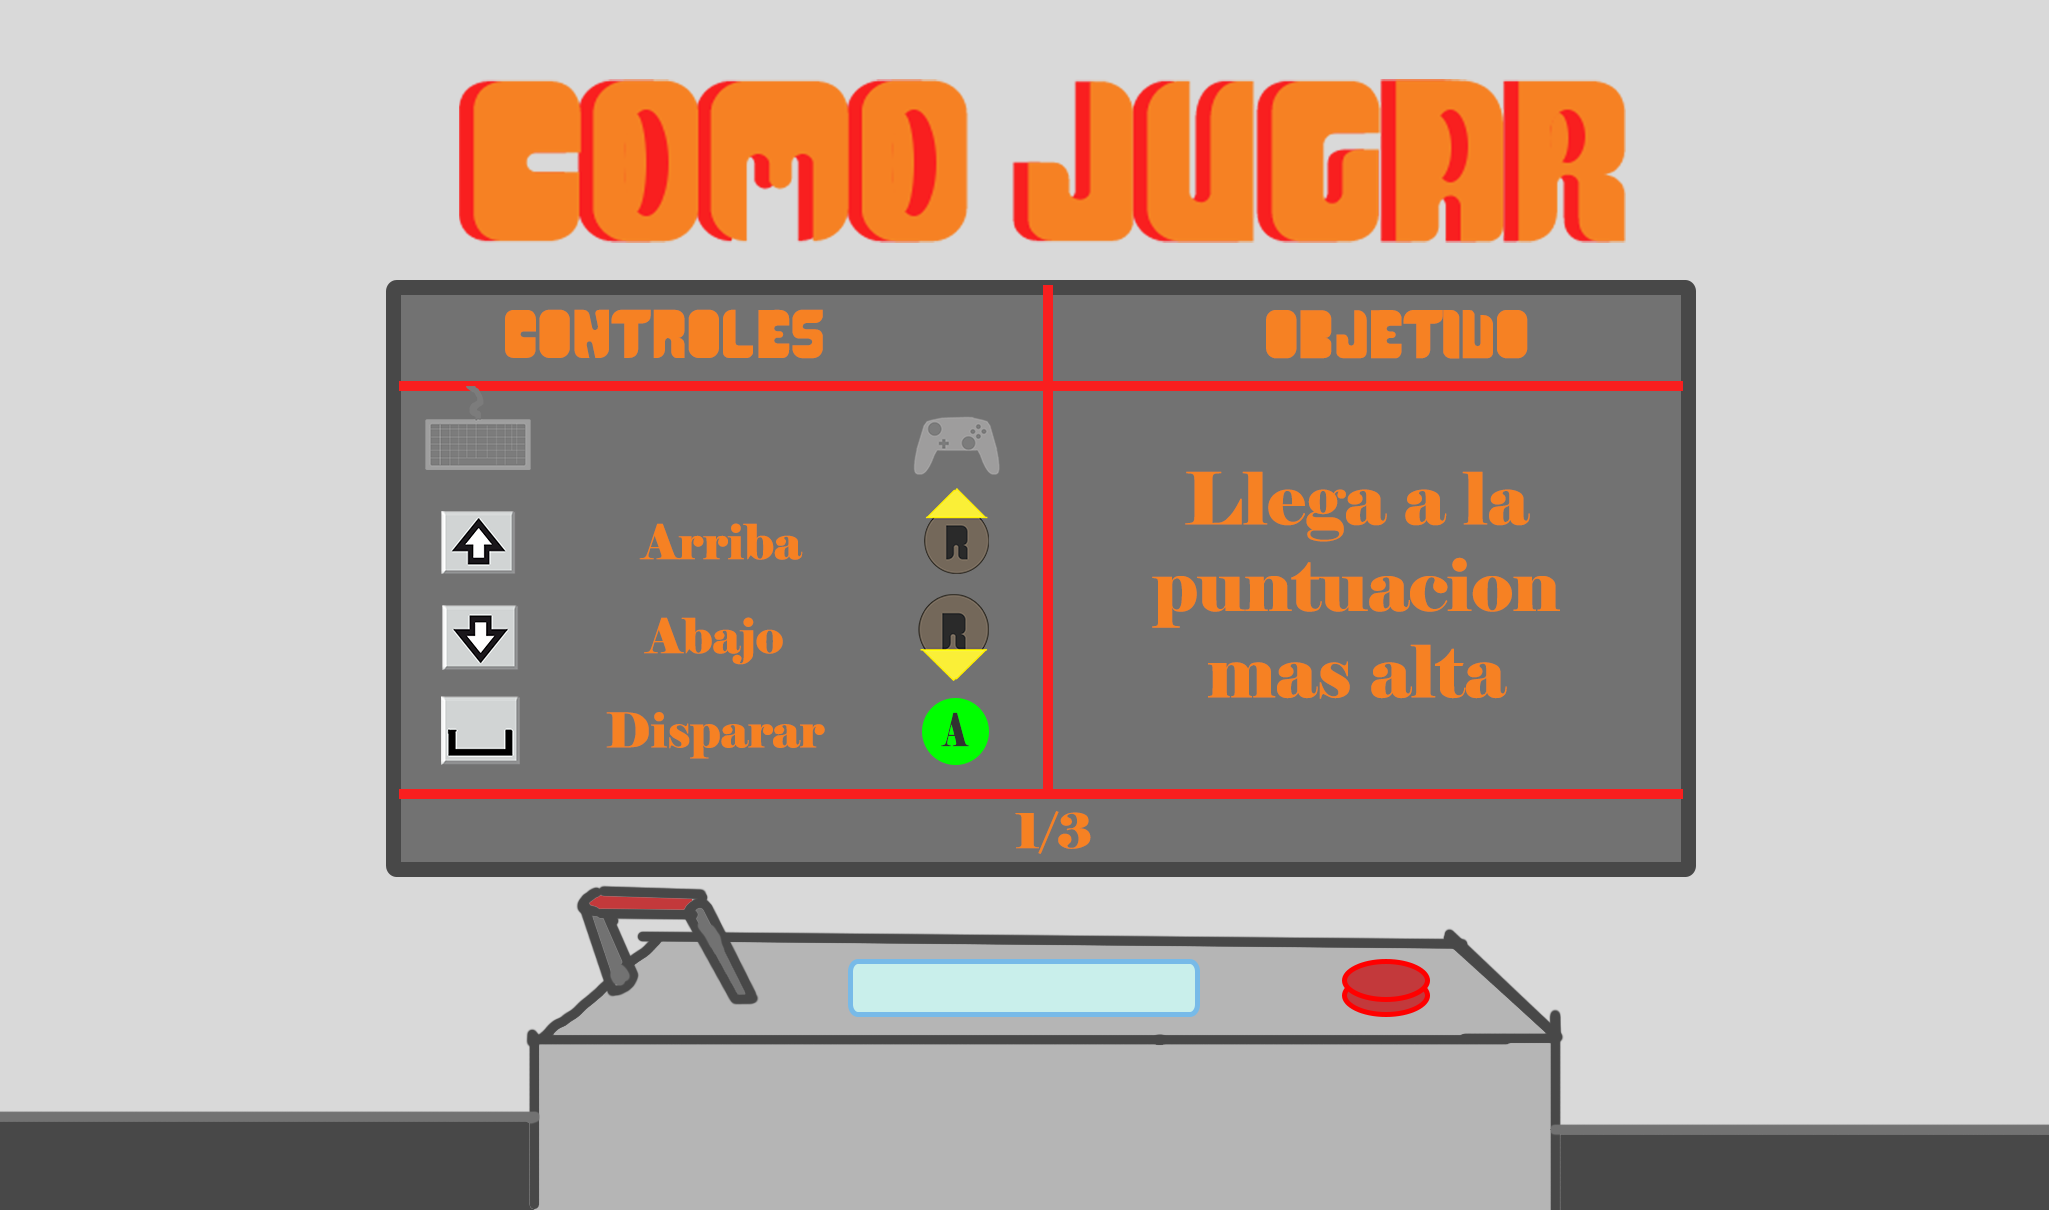 COMO JUGAR
CONTROLES
OBJETIVO
Arriba
R
Abajo
R
Disparar
A
Llega a la
puntuacion
mas alta
1/3